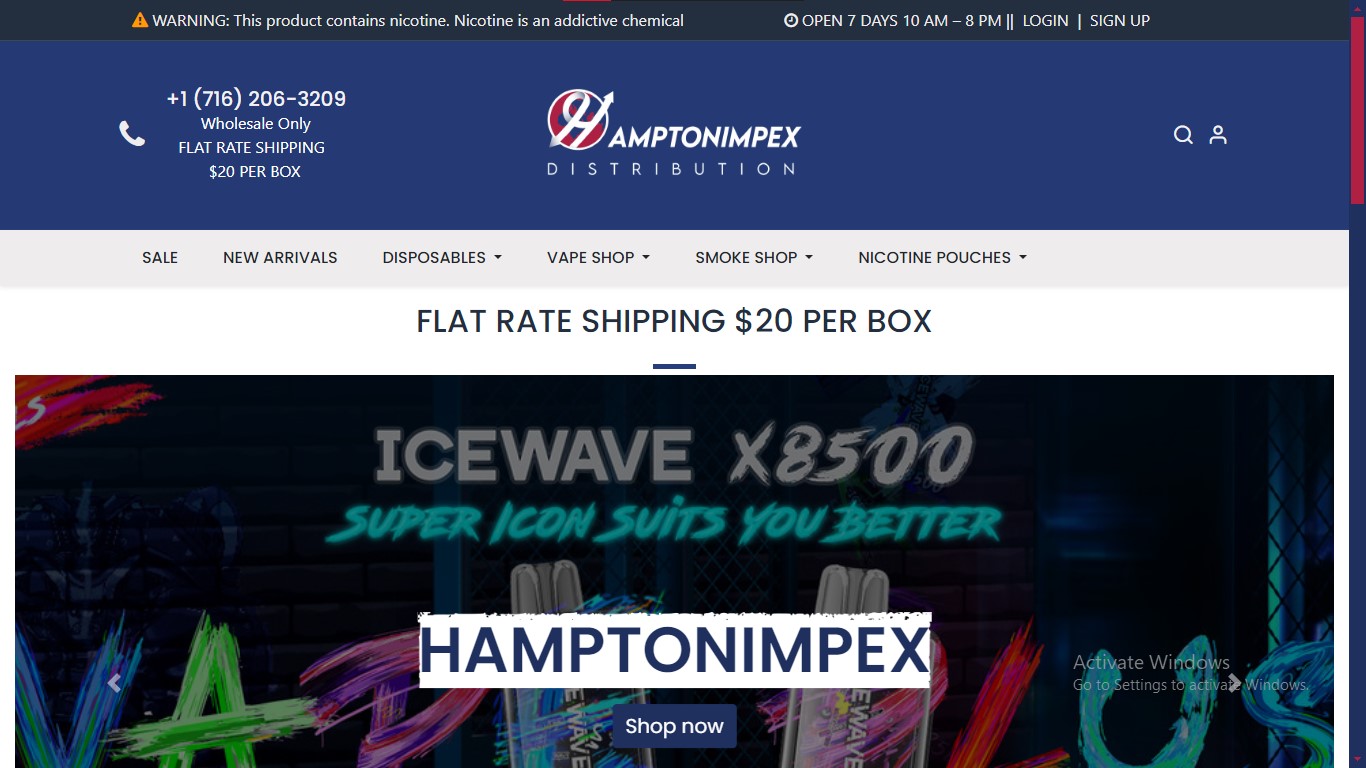 WARNING: This product contains nicotine. Nicotine is an addictive chemical
OPEN 7 DAYS 10 AM – 8 PM || LOGIN | SIGN UP
+1 (716) 206-3209
Wholesale Only
FLAT RATE SHIPPING
$20 PER BOX
HAMPTONIMPEX
DISTRIBUTION
SALE NEW ARRIVALS DISPOSABLES VAPE SHOP SMOKE SHOP NICOTINE POUCHES
FLAT RATE SHIPPING $20 PER BOX
ICEWAVE X8500
SUPER ICON SUITS YOU BETTER
HAMPTONIMPEX
Shop now
Activate Windows
Go to Settings to activate Windows.